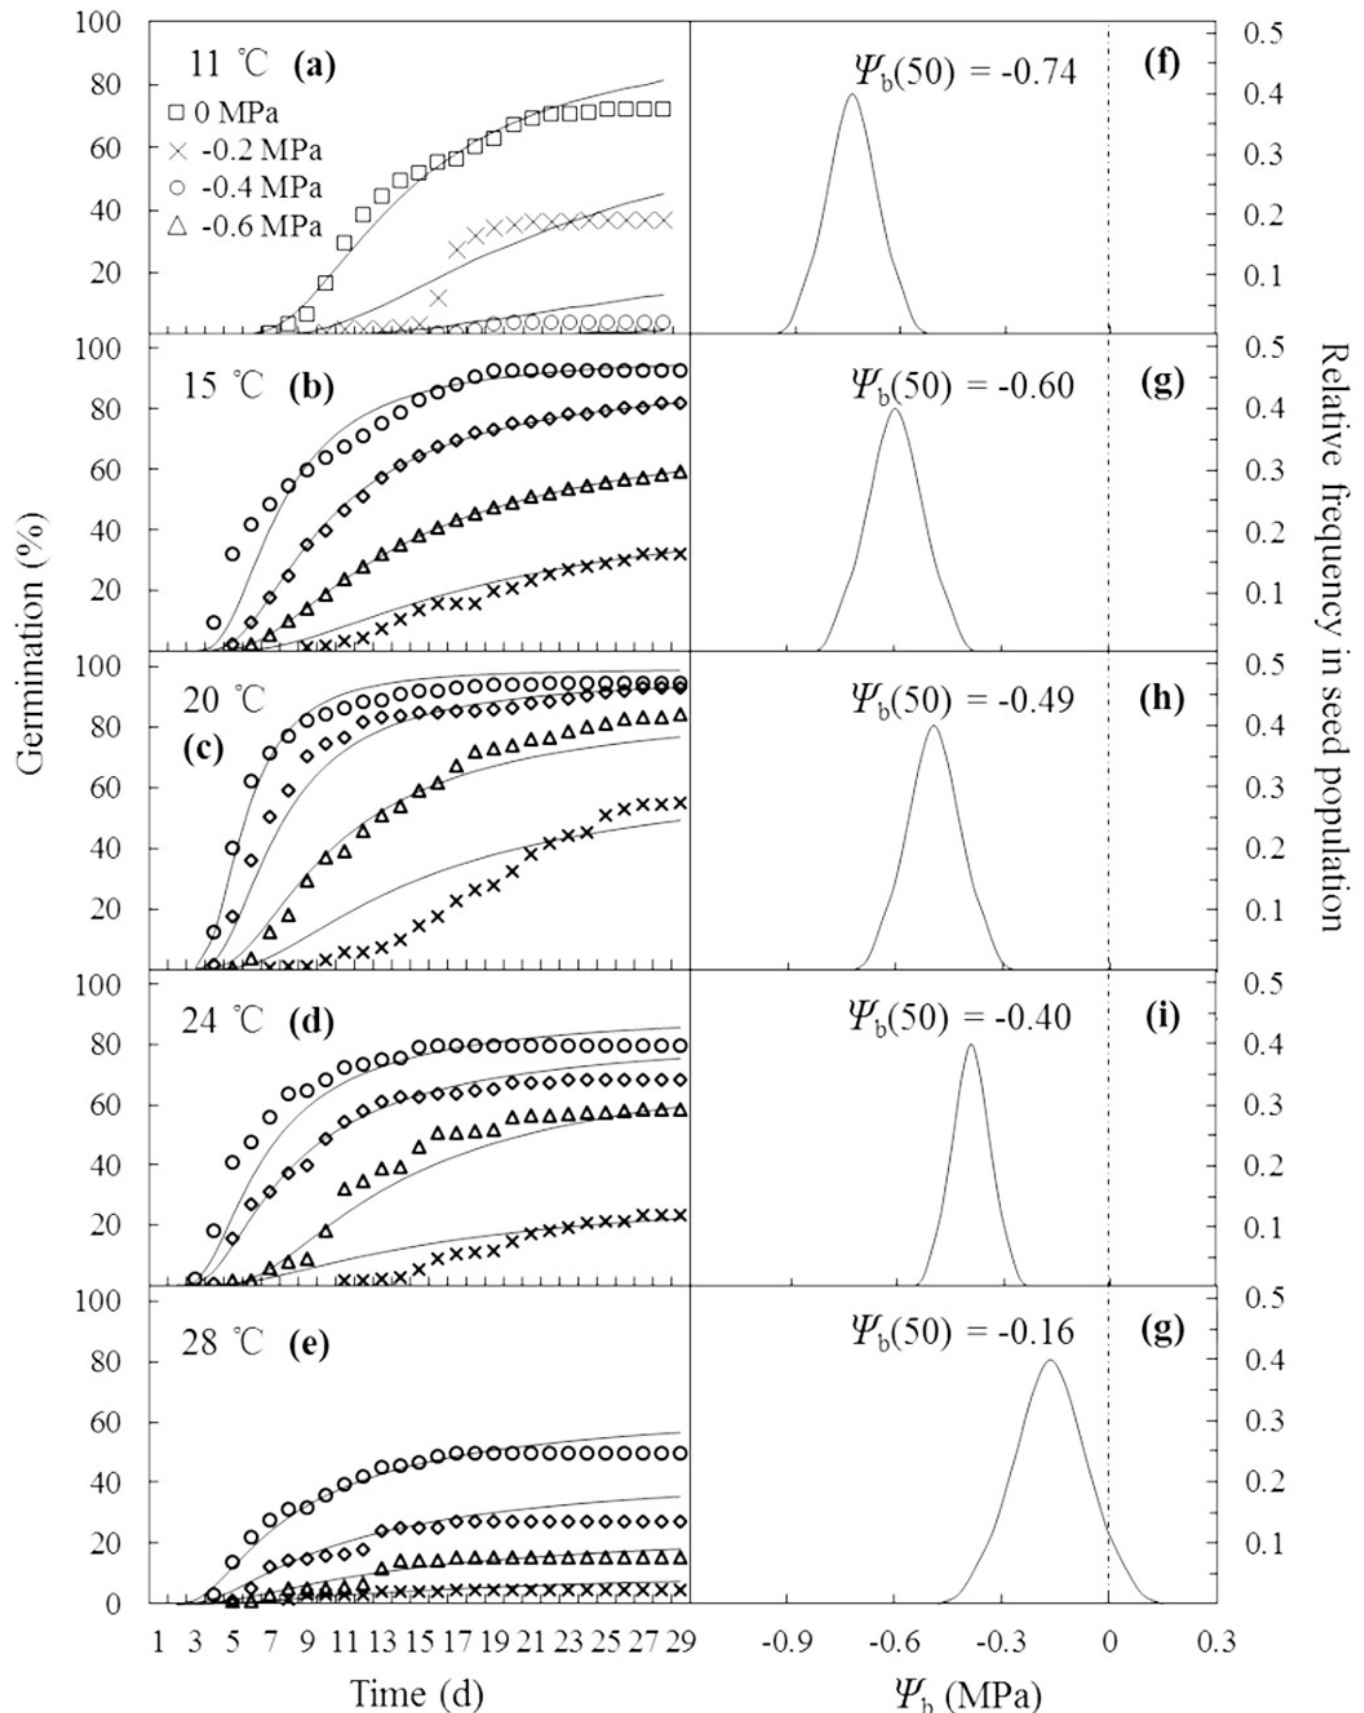 Germination (%)
100
80
60
40
20
11 ℃ (a)
0 MPa
-0.2 MPa
-0.4 MPa
-0.6 MPa
Ψb(50) = -0.74
(f)
0.5
0.4
0.3
0.2
0.1
100
80
60
40
20
15 ℃ (b)
Ψb(50) = -0.60
(g)
0.5
0.4
0.3
0.2
0.1
100
80
60
40
20
20 ℃
(c)
Ψb(50) = -0.49
(h)
0.5
0.4
0.3
0.2
0.1
100
80
60
40
20
24 ℃ (d)
Ψb(50) = -0.40
(i)
0.5
0.4
0.3
0.2
0.1
100
80
60
40
20
0
28 ℃ (e)
Ψb(50) = -0.16
(g)
0.5
0.4
0.3
0.2
0.1
Relative frequency in seed population
1 3 5 7 9 11 13 15 17 19 21 23 25 27 29
Time (d)
-0.9 -0.6 -0.3 0 0.3
Ψb (MPa)